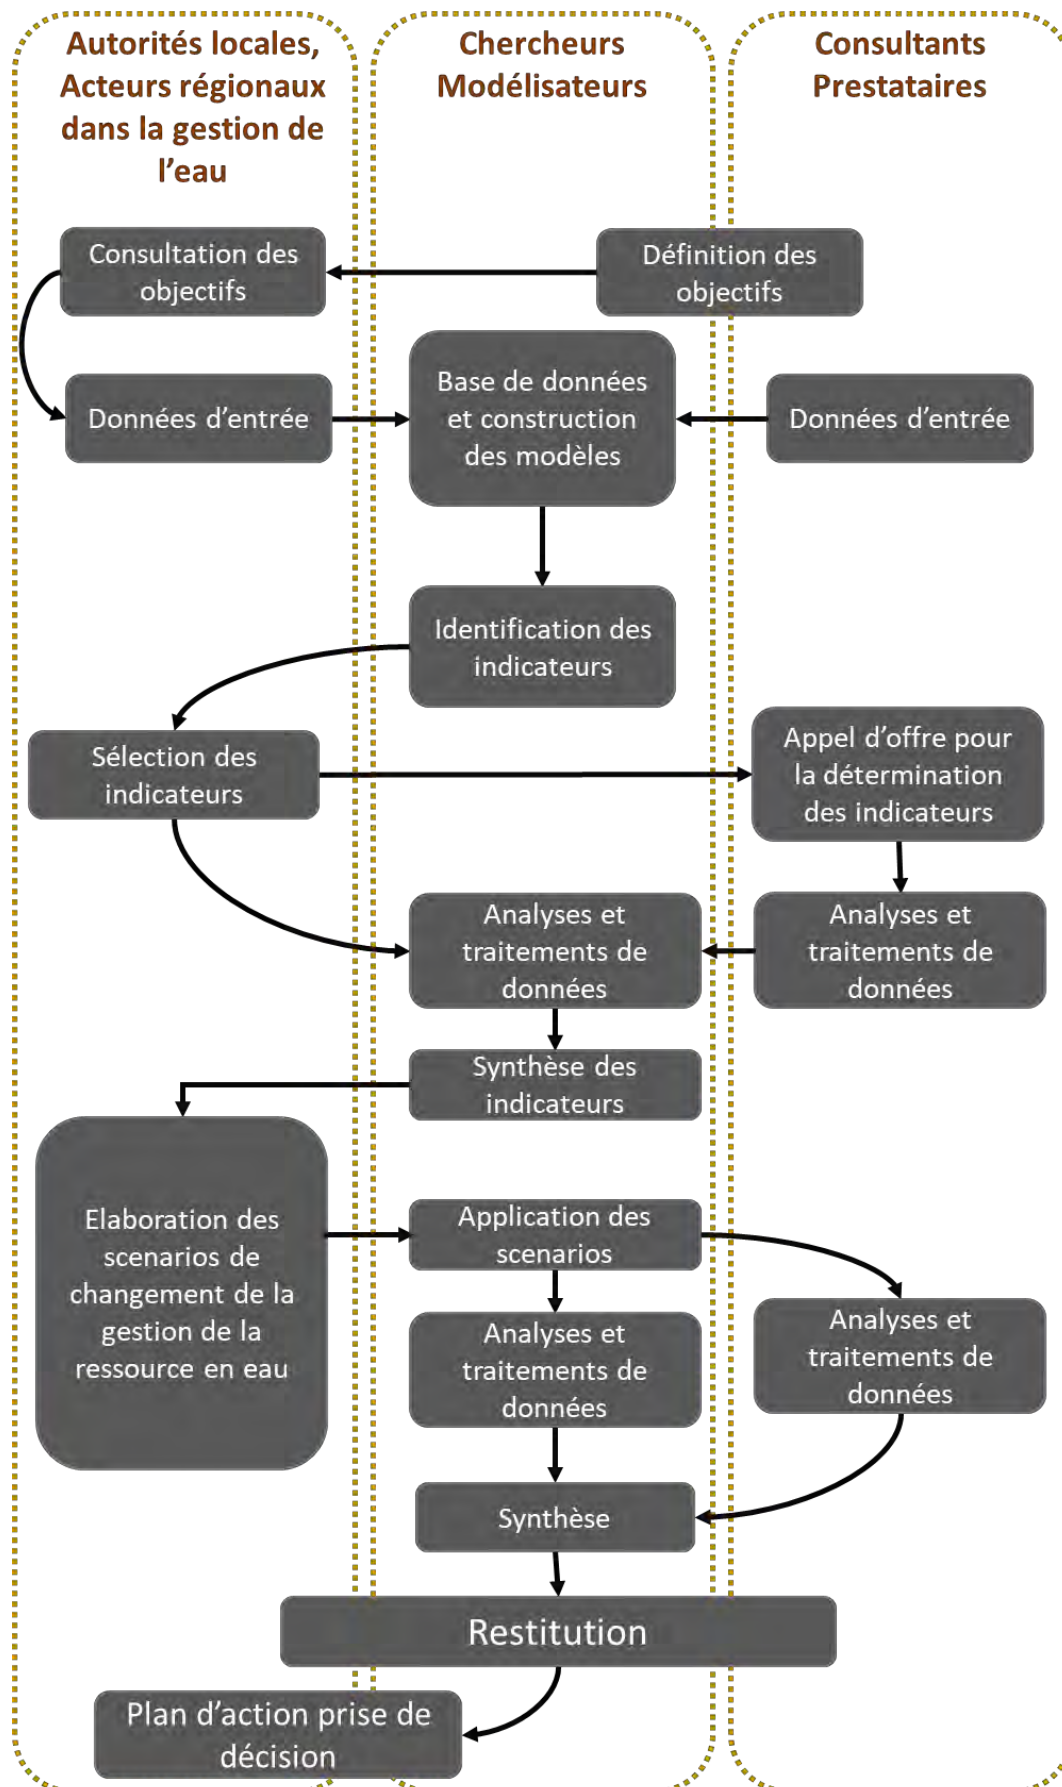 Autorités locales,
Acteurs régionaux
dans la gestion de
l'eau
Chercheurs
Modélisateurs
Consultants
Prestataires
Consultation des
objectifs
Définition des
objectifs
Données d'entrée
Base de données
et construction
des modèles
Données d'entrée
Identification des
indicateurs
Sélection des
indicateurs
Appel d'offre pour
la détermination
des indicateurs
Analyses et
traitements de
données
Analyses et
traitements de
données
Synthèse des
indicateurs
Elaboration des
scenarios de
changement de la
gestion de la
ressource en eau
Application des
scenarios
Analyses et
traitements de
données
Analyses et
traitements de
données
Synthèse
Restitution
Plan d'action prise de
décision